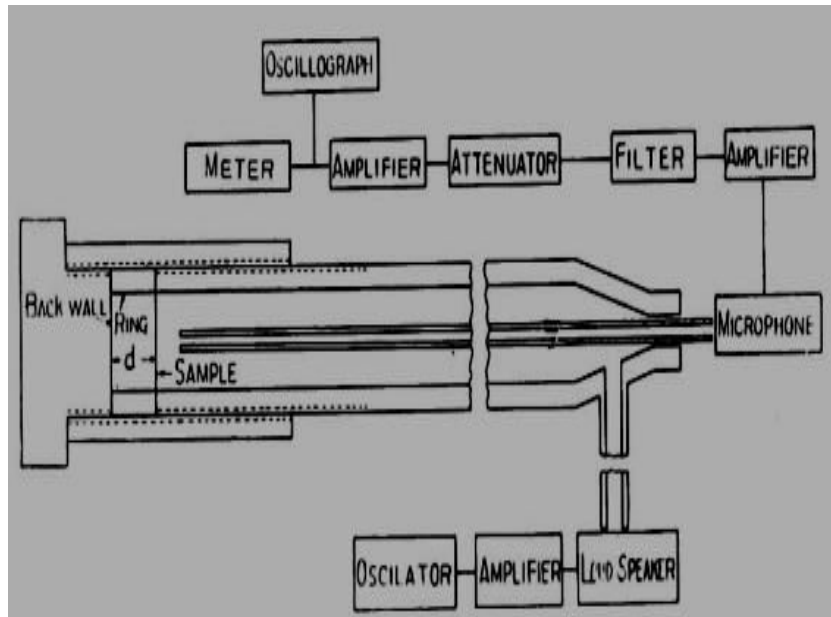 OSCILLOGRAPH
METER
AMPLIFIER
ATTENUATOR
FILTER
AMPLIFIER
BACK WALL
RING
d
SAMPLE
MICROPHONE
OSCILATOR
AMPLIFIER
LOUD SPEAKER